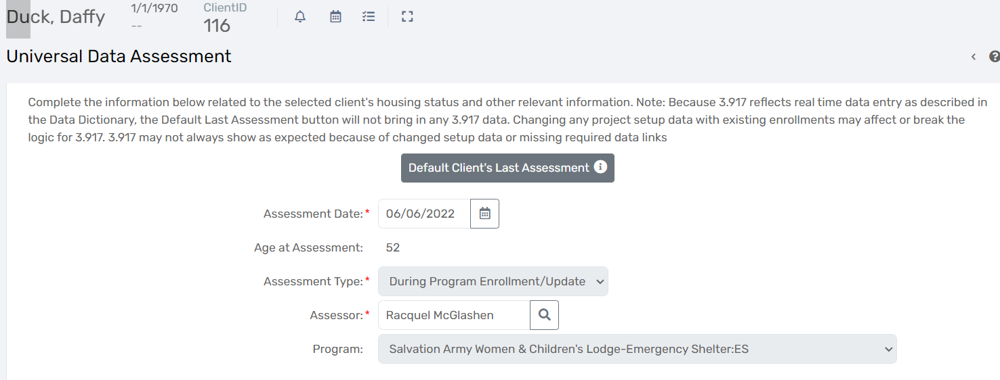 Duck, Daffy
1/1/1970
--
ClientID
116
Universal Data Assessment
Complete the information below related to the selected client's housing status and other relevant information. Note: Because 3.917 reflects real time data entry as described in
the Data Dictionary, the Default Last Assessment button will not bring in any 3.917 data. Changing any project setup data with existing enrollments may affect or break the
logic for 3.917. 3.917 may not always show as expected because of changed setup data or missing required data links
Default Client's Last Assessment
Assessment Date:* 06/06/2022
Age at Assessment: 52
Assessment Type:* During Program Enrollment/Update
Assessor:* Racquel McGlashen
Program: Salvation Army Women & Children's Lodge-Emergency Shelter:ES